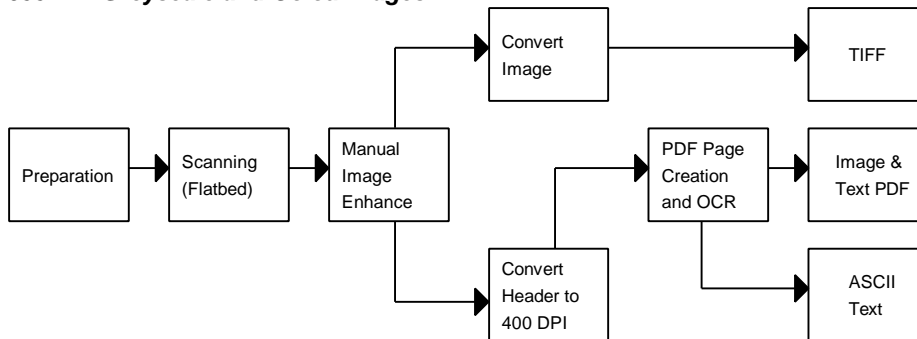 Convert
Image
TIFF
Preparation
Scanning
(Flatbed)
Manual
Image
Enhance
PDF Page
Creation
and OCR
Image &
Text PDF
Convert
Header to
400 DPI
ASCII
Text